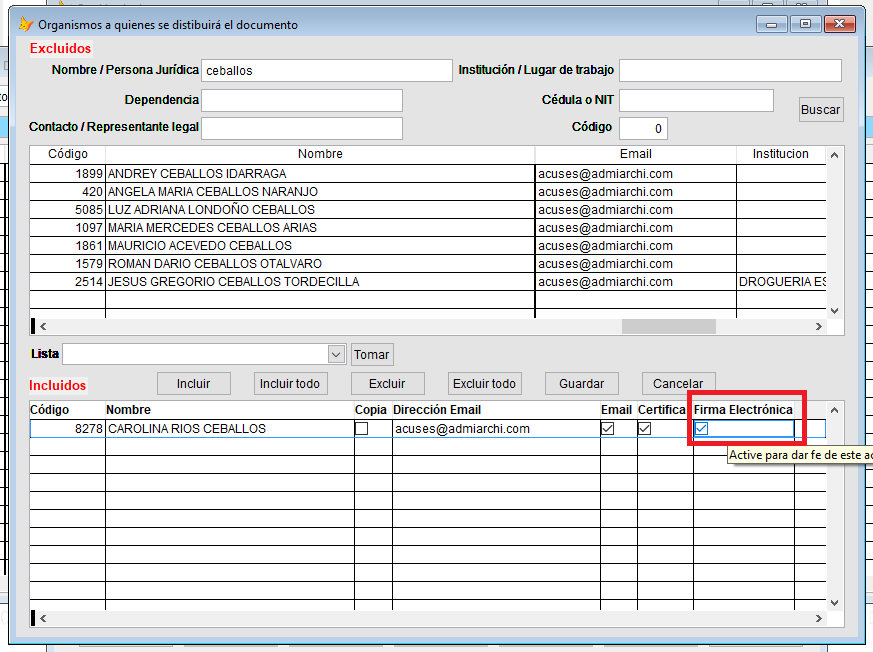 Organismos a quienes se distibuirá el documento
Excluidos
Nombre / Persona Jurídica ceballos Institución / Lugar de trabajo
Dependencia Cédula o NIT
Buscar
Contacto / Representante legal Código 0
Código Nombre Email Institucion
1899 ANDREY CEBALLOS IDARRAGA acuses@admiarchi.com
420 ANGELA MARIA CEBALLOS NARANJO acuses@admiarchi.com
5085 LUZ ADRIANA LONDOÑO CEBALLOS acuses@admiarchi.com
1097 MARIA MERCEDES CEBALLOS ARIAS acuses@admiarchi.com
1861 MAURICIO ACEVEDO CEBALLOS acuses@admiarchi.com
1579 ROMAN DARIO CEBALLOS OTALVARO acuses@admiarchi.com
2514 JESUS GREGORIO CEBALLOS TORDECILLA acuses@admiarchi.com DROGUERIA ES
Lista Tomar
Incluidos Incluir Incluir todo Excluir Excluir todo Guardar Cancelar
Código Nombre Copia Dirección Email Email Certifica Firma Electrónica
8278 CAROLINA RIOS CEBALLOS acuses@admiarchi.com
Active para dar fe de este ac